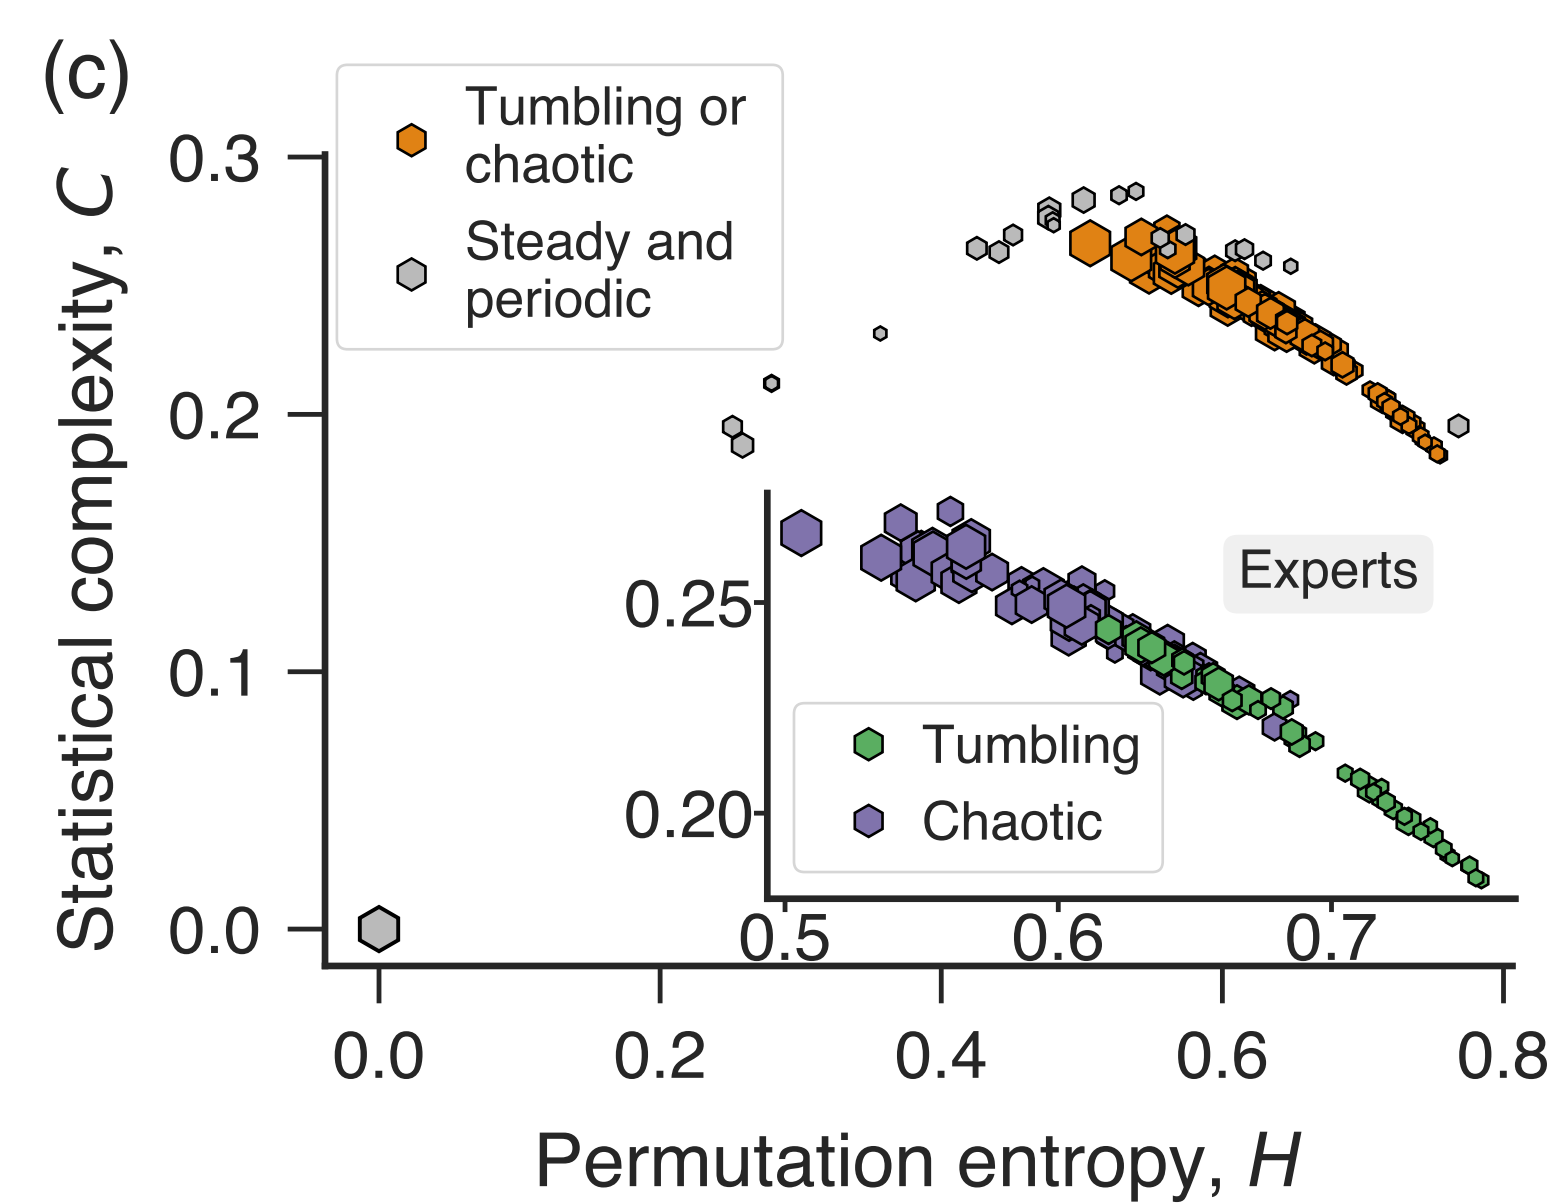 (c)
Tumbling or
chaotic
Steady and
periodic
0.3
0.2
0.1
0.0
Statistical complexity, C
Experts
0.25
0.20
Tumbling
Chaotic
0.5 0.6 0.7
0.0 0.2 0.4 0.6 0.8
Permutation entropy, H